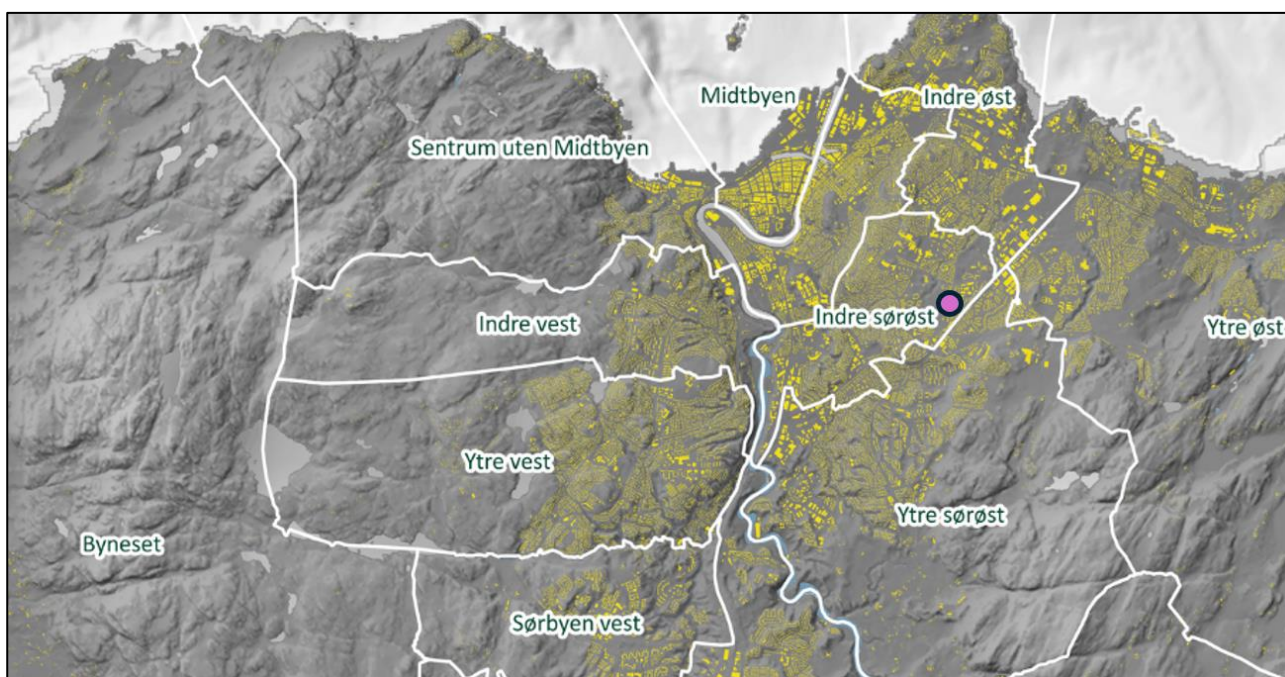 Midtbyen
Indre øst
Sentrum uten Midtbyen
Indre vest
Indre sørøst
Ytre øst
Ytre vest
Ytre sørøst
Byneset
Sørbyen vest